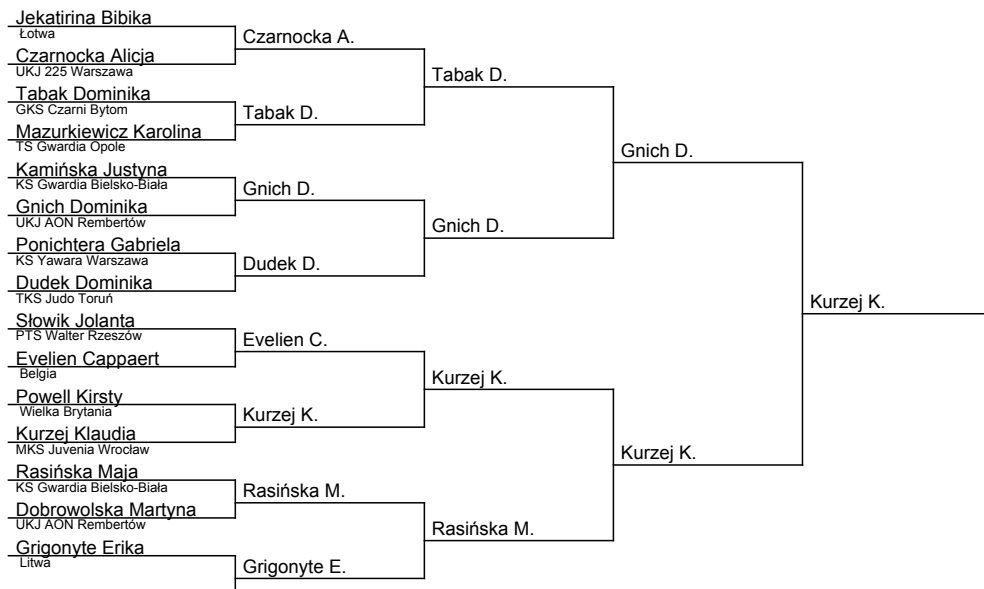 Jekatirina Bibika
Łotwa
Czarnocka A.
Czarnocka Alicja
UKJ 225 Warszawa
Tabak D.
Tabak Dominika
GKS Czarni Bytom
Tabak D.
Mazurkiewicz Karolina
TS Gwardia Opole
Gnich D.
Kamińska Justyna
KS Gwardia Bielsko-Biała
Gnich D.
Gnich Dominika
UKJ AON Rembertów
Gnich D.
Ponichtera Gabriela
KS Yawara Warszawa
Dudek D.
Dudek Dominika
TKS Judo Toruń
Kurzej K.
Słowik Jolanta
PTS Walter Rzeszów
Evelien C.
Evelien Cappaert
Belgia
Kurzej K.
Powell Kirsty
Wielka Brytania
Kurzej K.
Kurzej Klaudia
MKS Juvenia Wrocław
Kurzej K.
Rasińska Maja
KS Gwardia Bielsko-Biała
Rasińska M.
Dobrowolska Martyna
UKJ AON Rembertów
Rasińska M.
Grigonyte Erika
Litwa
Grigonyte E.